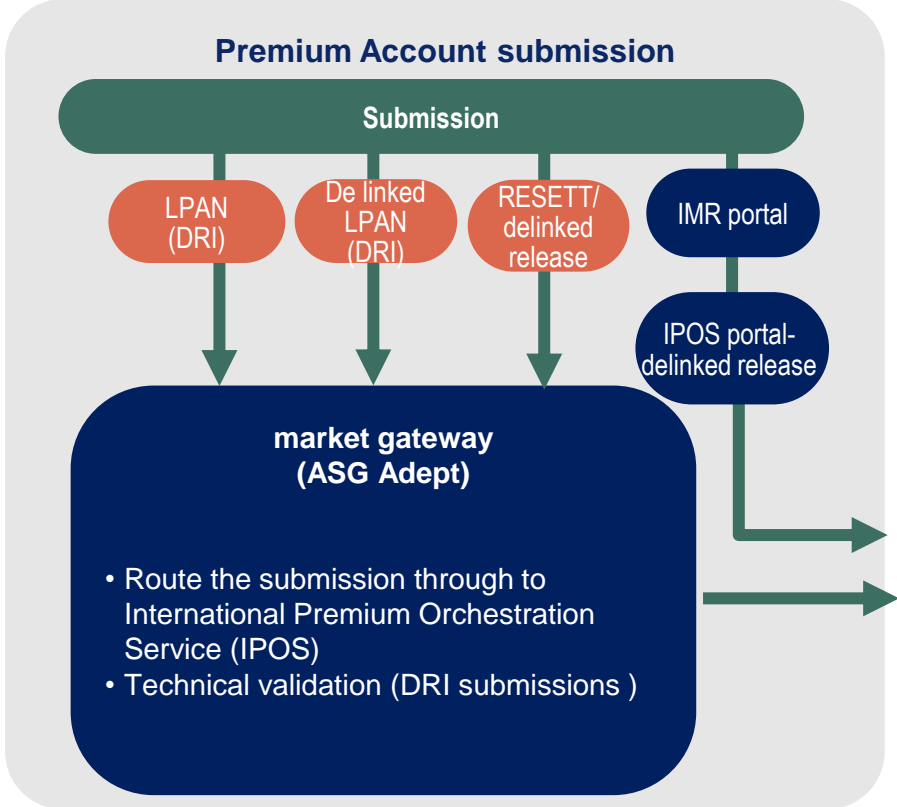 Premium Account submission
Submission
LPAN
(DRI)
De linked
LPAN
(DRI)
RESETT/
delinked
release
IMR portal
IPOS portal-
delinked release
market gateway
(ASG Adept)
• Route the submission through to
International Premium Orchestration
Service (IPOS)
• Technical validation (DRI submissions )